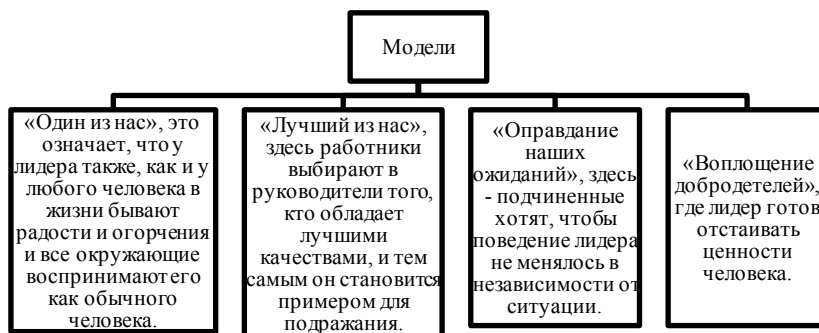 Модели
«Один из нас», это
означает, что у
лидера также, как и у
любого человека в
жизни бывают
радости и огорчения
и все окружающие
воспринимают его
как обычного
человека.
«Лучший из нас»,
здесь работники
выбирают в
руководители того,
кто обладает
лучшими
качествами, и тем
самым он становится
примером для
подражания.
«Оправдание
наших
ожиданий», здесь
- подчиненные
хотят, чтобы
поведение лидера
не менялось в
независимости от
ситуации.
«Воплощение
добродетелей»,
где лидер готов
отстаивать
ценности
человека.